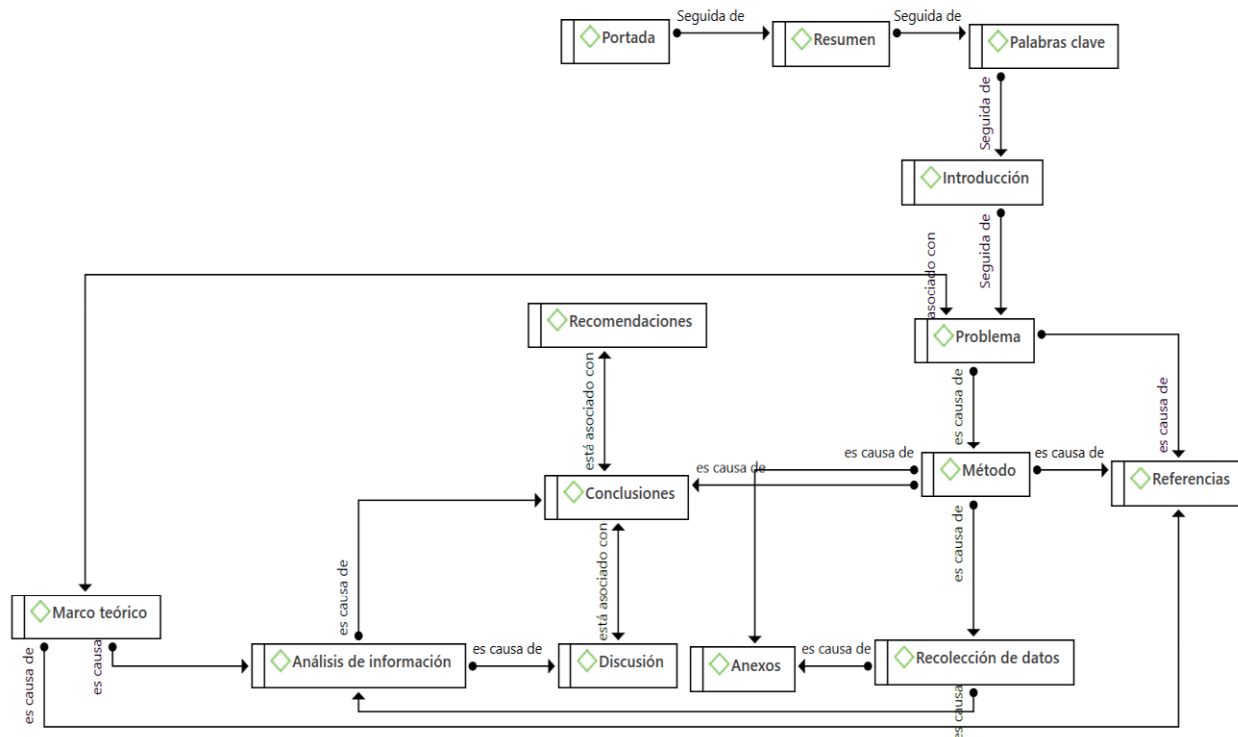 Seguida de
Seguida de
Portada
Resumen
Palabras clave
Seguida de
Introducción
Seguida de
asociado con
Recomendaciones
Problema
está asociado con
es causa de
es causa de
es causa de
es causa de
es causa de
Método
Referencias
Conclusiones
es causa de
es causa de
está asociado con
Marco teórico
es causa de
es causa
Análisis de información
es causa de
Discusión
Anexos
es causa de
Recolección de datos
es causa